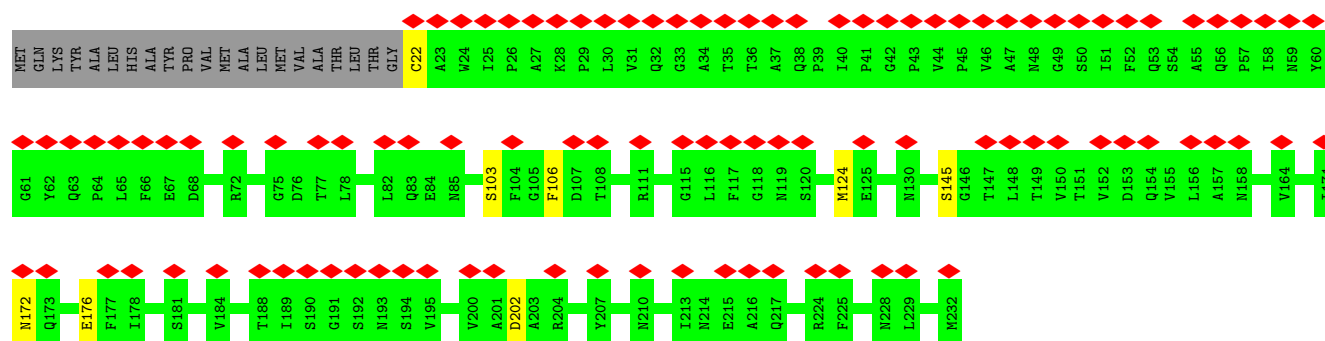 MET GLN LYS TYR ALA LEU HIS ALA TYR PRO VAL MET ALA LEU MET VAL ALA THR LEU THR GLY C22 A23 W24 I25 P26 A27 K28 P29 L30 V31 Q32 G33 A34 T35 T36 A37 Q38 P39 I40 P41 G42 P43 V44 P45 V46 A47 N48 G49 S50 I51 F52 Q53 S54 A55 Q56 P57 I58 N59 Y60
G61 Y62 Q63 P64 L65 F66 E67 D68 R72 G75 D76 T77 L78 L82 Q83 E84 N85 S103 F104 G105 F106 D107 T108 R111 G115 L116 F117 G118 N119 S120 M124 E125 N130 S145 G146 T147 L148 T149 V150 T151 V152 D153 Q154 V155 L156 A157 N158 V164
N172 Q173 E176 F177 I178 S181 V184 T188 I189 S190 G191 S192 N193 S194 V195 V200 A201 D202 A203 R204 Y207 N210 I213 N214 E215 A216 Q217 R224 F225 N228 L229 M232